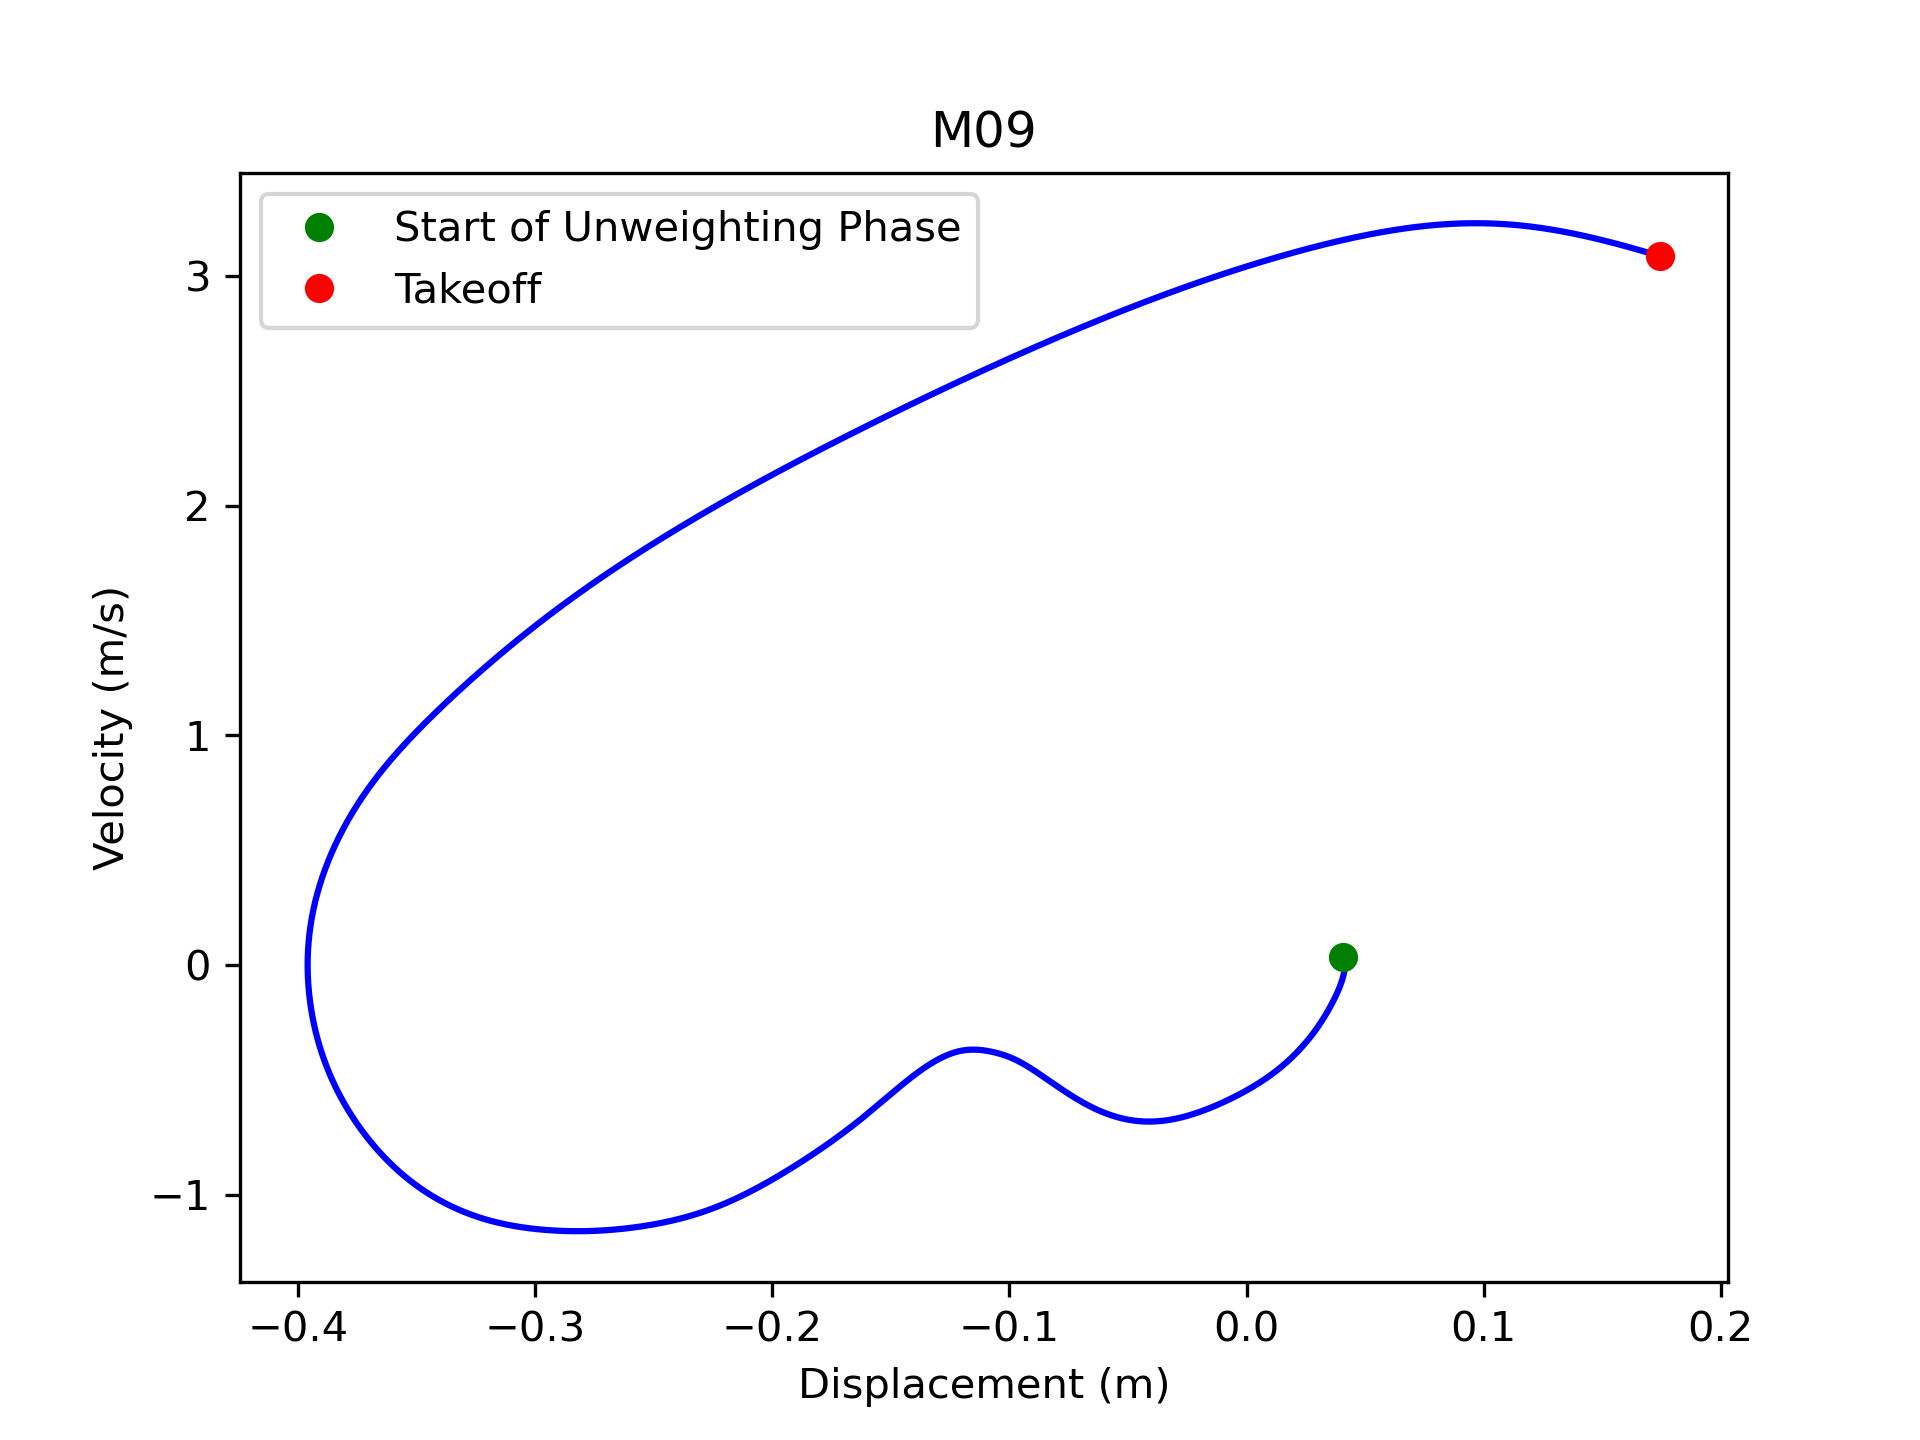 M09
Start of Unweighting Phase
Takeoff
3
2
1
0
−1
Velocity (m/s)
−0.4 −0.3 −0.2 −0.1 0.0 0.1 0.2
Displacement (m)